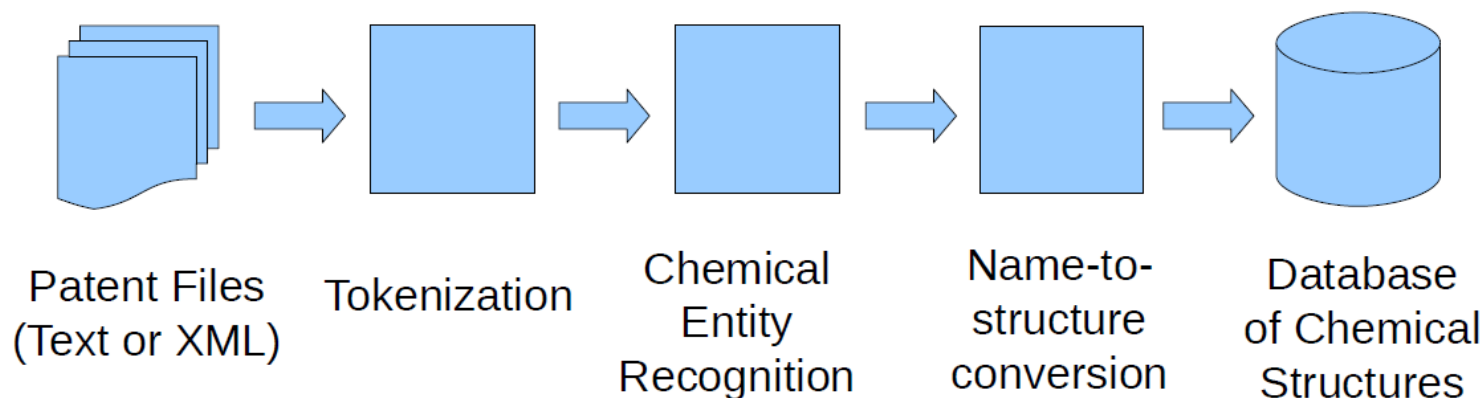 Patent Files
(Text or XML)
Tokenization
Chemical
Entity
Recognition
Name-to-
structure
conversion
Database
of Chemical
Structures